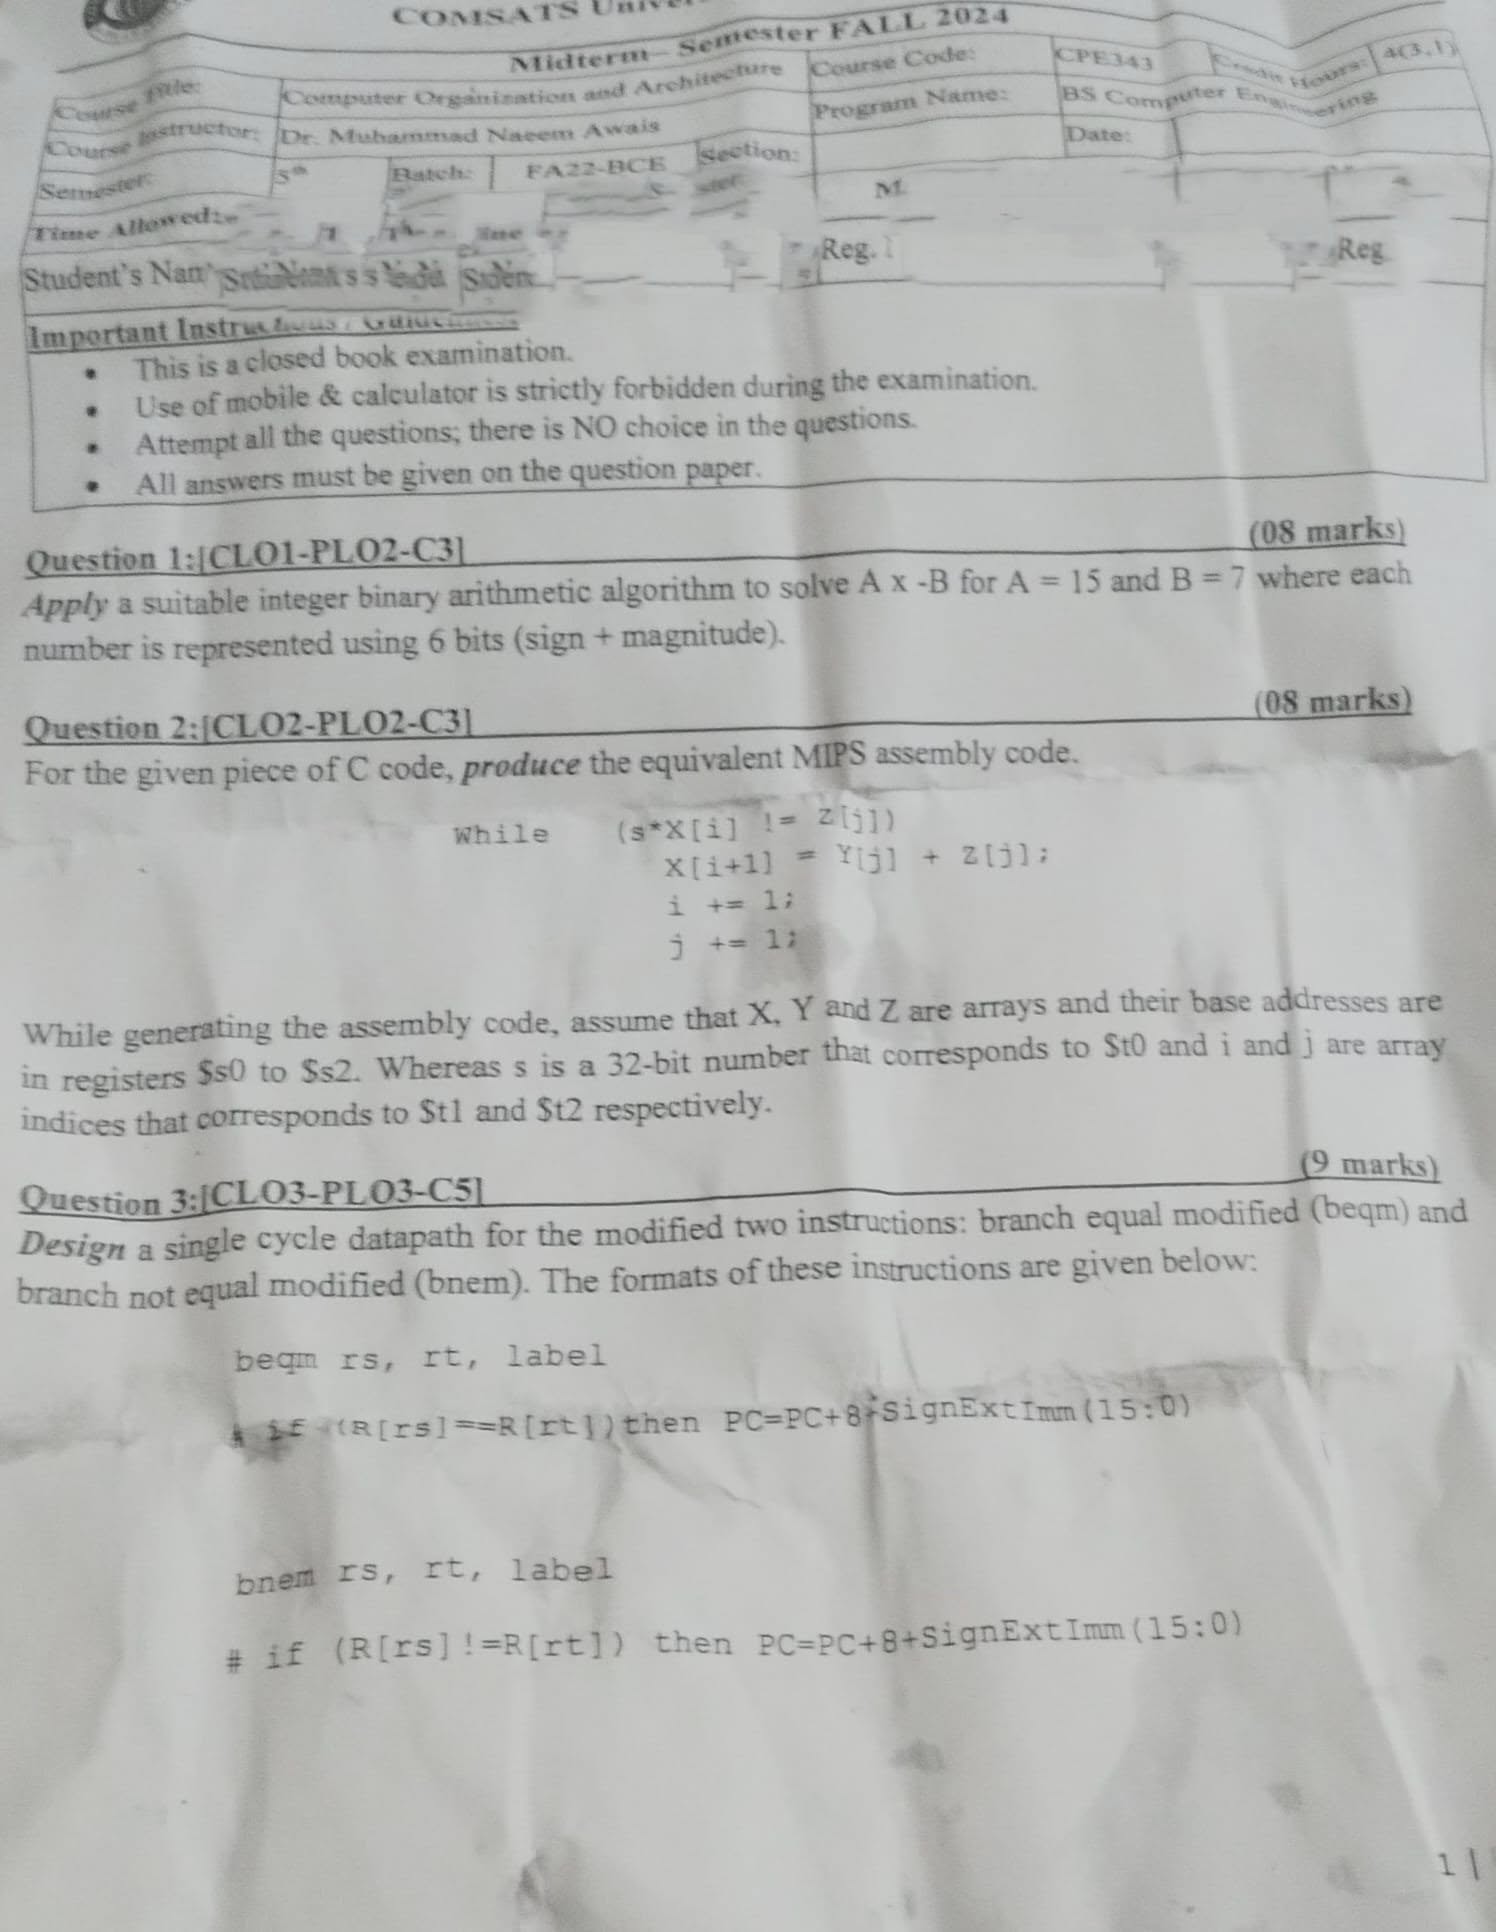 COMSATS
Midterm– Semester FALL 2024
Course Title: Computer Organization and Architecture Course Code: CPE343 Credit Hours: 4(3,1)
Course Instructor: Dr. Muhammad Naeem Awais Program Name: BS Computer Engineering
Semester: 5th Batch: FA22-BCE Section: Date:
Time Allowed:
Student's Reg. Reg
Important
• This is a closed book examination.
• Use of mobile & calculator is strictly forbidden during the examination.
• Attempt all the questions; there is NO choice in the questions.
• All answers must be given on the question paper.
Question 1:[CLO1-PLO2-C3] (08 marks)
Apply a suitable integer binary arithmetic algorithm to solve A x -B for A = 15 and B = 7 where each
number is represented using 6 bits (sign + magnitude).
Question 2:[CLO2-PLO2-C3] (08 marks)
For the given piece of C code, produce the equivalent MIPS assembly code.
While (s*X[i] != Z[j])
X[i+1] = Y[j] + Z[j];
i += 1;
j += 1;
While generating the assembly code, assume that X, Y and Z are arrays and their base addresses are
in registers $s0 to $s2. Whereas s is a 32-bit number that corresponds to $t0 and i and j are array
indices that corresponds to $t1 and $t2 respectively.
Question 3:[CLO3-PLO3-C5] (9 marks)
Design a single cycle datapath for the modified two instructions: branch equal modified (beqm) and
branch not equal modified (bnem). The formats of these instructions are given below:
beqm rs, rt, label
# if (R[rs]==R[rt])then PC=PC+8+SignExtImm(15:0)
bnem rs, rt, label
# if (R[rs]!=R[rt]) then PC=PC+8+SignExtImm(15:0)
1 |